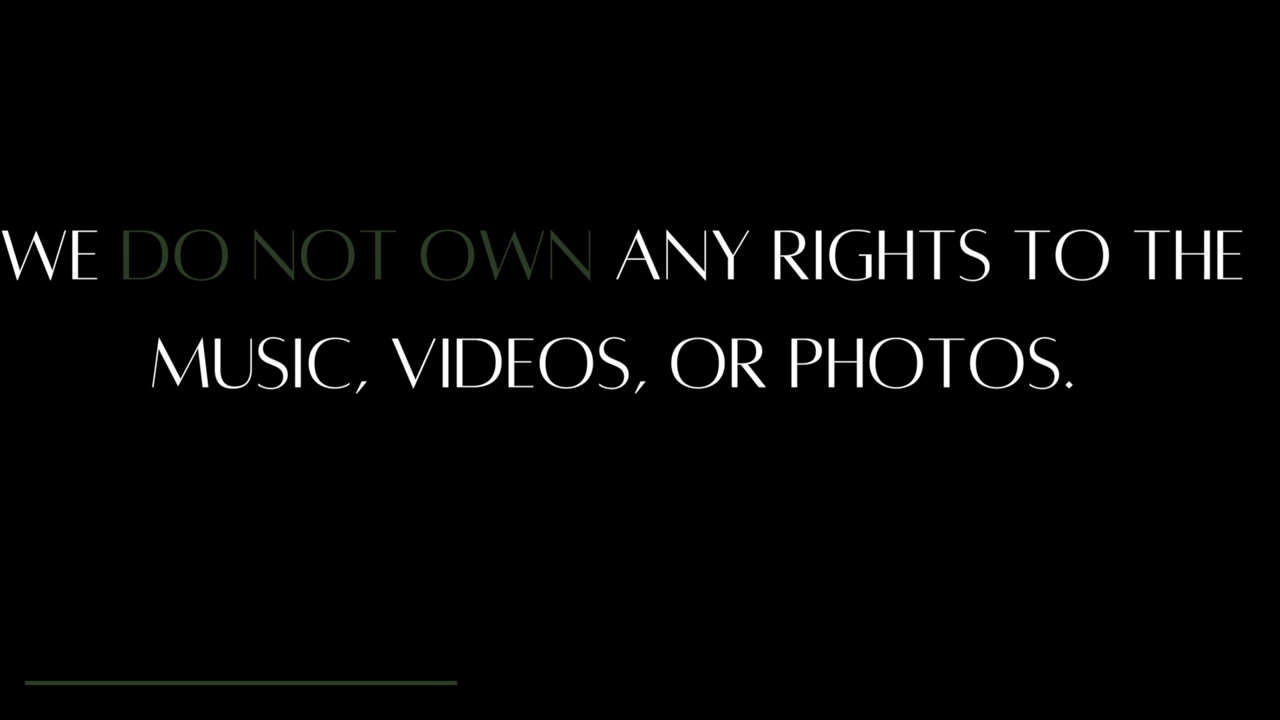 WE DO NOT OWN ANY RIGHTS TO THE
MUSIC, VIDEOS, OR PHOTOS.